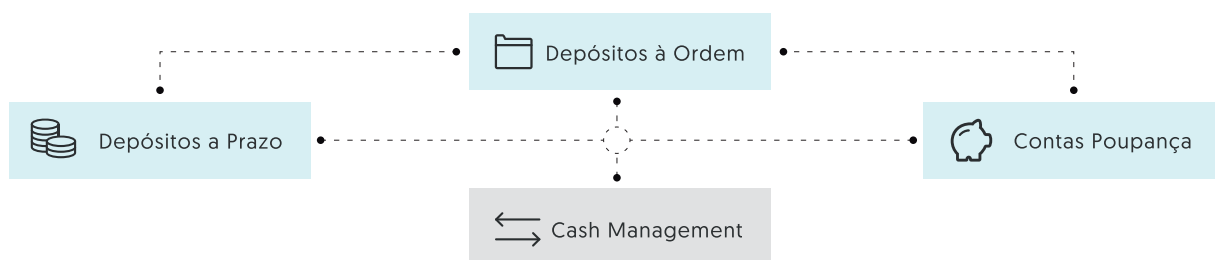 Depósitos à Ordem
Depósitos a Prazo
Contas Poupança
Cash Management